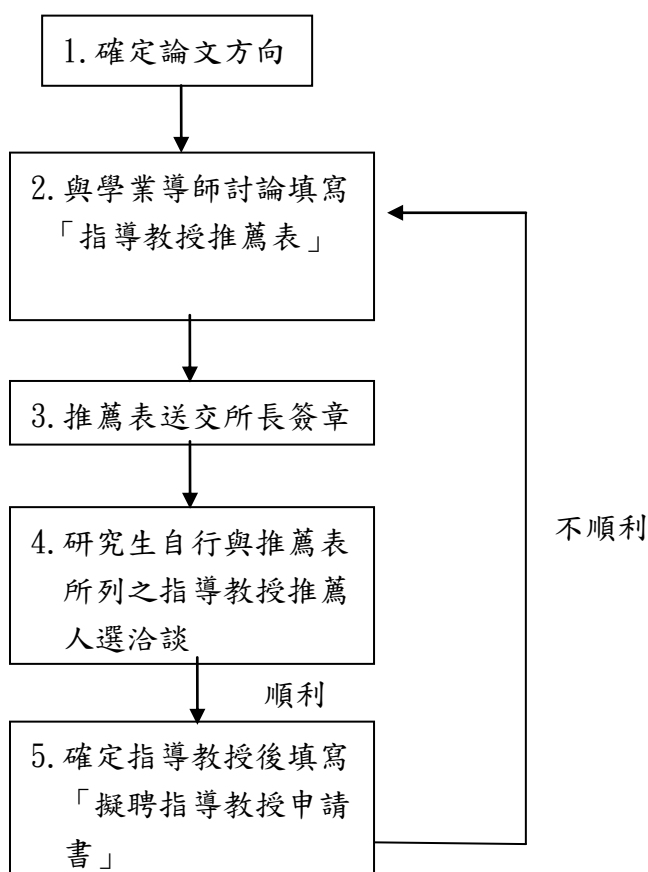 1.確定論文方向
2.與學業導師討論填寫
「指導教授推薦表」
3.推薦表送交所長簽章
4.研究生自行與推薦表
所列之指導教授推薦
人選洽談
不順利
順利
5.確定指導教授後填寫
「擬聘指導教授申請
書」